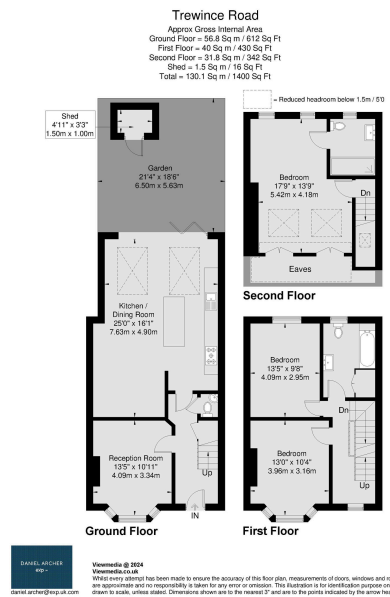 Trewince Road
Approx Gross Internal Area
Ground Floor = 56.8 Sq m / 612 Sq Ft
First Floor = 40 Sq m / 430 Sq Ft
Second Floor = 31.8 Sq m / 342 Sq Ft
Shed = 1.5 Sq m / 16 Sq Ft
Total = 130.1 Sq m / 1400 Sq Ft
= Reduced headroom below 1.5m / 5'0
Shed
4'11" x 3'3"
1.50m x 1.00m
Garden
21'4" x 18'6"
6.50m x 5.63m
Kitchen /
Dining Room
25'0" x 16'1"
7.63m x 4.90m
Reception Room
13'5" x 10'11"
4.09m x 3.34m
Up
IN
Ground Floor
Bedroom
17'9" x 13'9"
5.42m x 4.18m
Dn
Eaves
Second Floor
Bedroom
13'5" x 9'8"
4.09m x 2.95m
Dn
Bedroom
13'0" x 10'4"
3.96m x 3.16m
Up
First Floor
DANIEL ARCHER
exp
daniel.archer@exp.uk.com
Viewmedia @ 2024
Viewmedia.co.uk
Whilst every attempt has been made to ensure the accuracy of this floor plan, measurements of doors, windows and
are approximate and no responsibility is taken for any error or omission. This illustration is for identification purpose
drawn to scale, unless stated. Dimensions shown are to the nearest 3" and are to the points indicated by the arrow